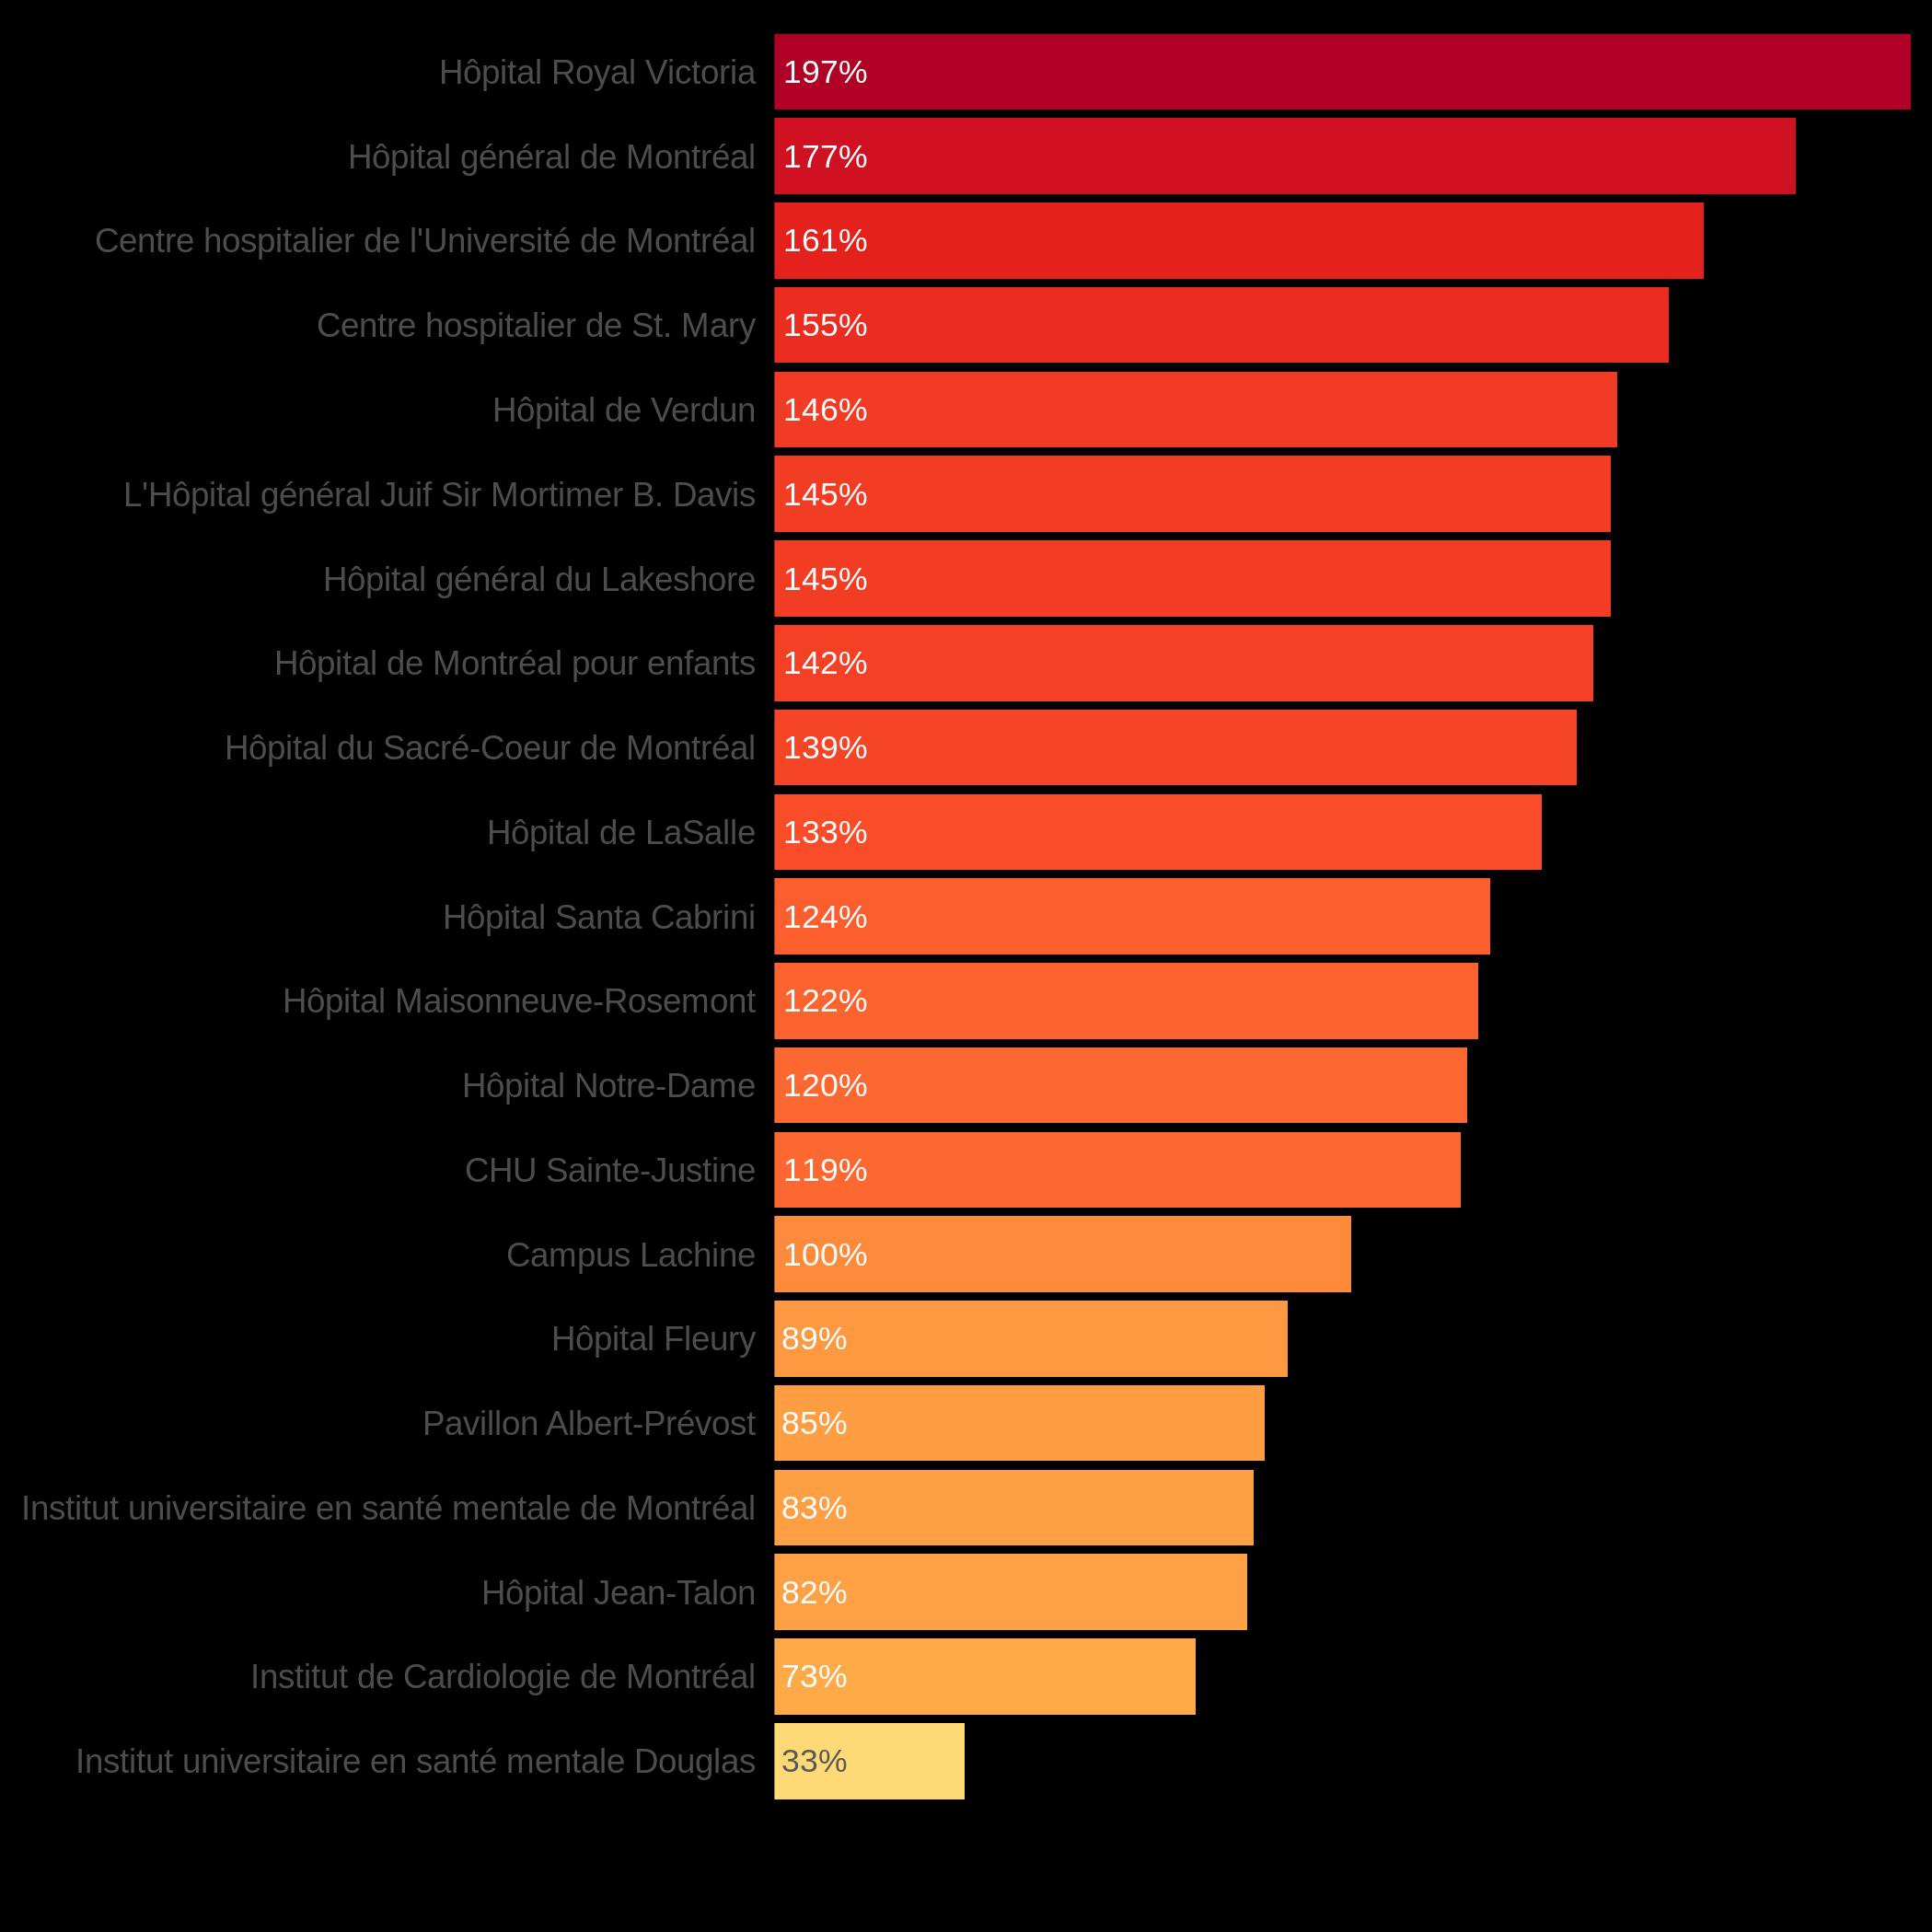 Hôpital Royal Victoria 197%
Hôpital général de Montréal 177%
Centre hospitalier de l'Université de Montréal 161%
Centre hospitalier de St. Mary 155%
Hôpital de Verdun 146%
L'Hôpital général Juif Sir Mortimer B. Davis 145%
Hôpital général du Lakeshore 145%
Hôpital de Montréal pour enfants 142%
Hôpital du Sacré-Coeur de Montréal 139%
Hôpital de LaSalle 133%
Hôpital Santa Cabrini 124%
Hôpital Maisonneuve-Rosemont 122%
Hôpital Notre-Dame 120%
CHU Sainte-Justine 119%
Campus Lachine 100%
Hôpital Fleury 89%
Pavillon Albert-Prévost 85%
Institut universitaire en santé mentale de Montréal 83%
Hôpital Jean-Talon 82%
Institut de Cardiologie de Montréal 73%
Institut universitaire en santé mentale Douglas 33%